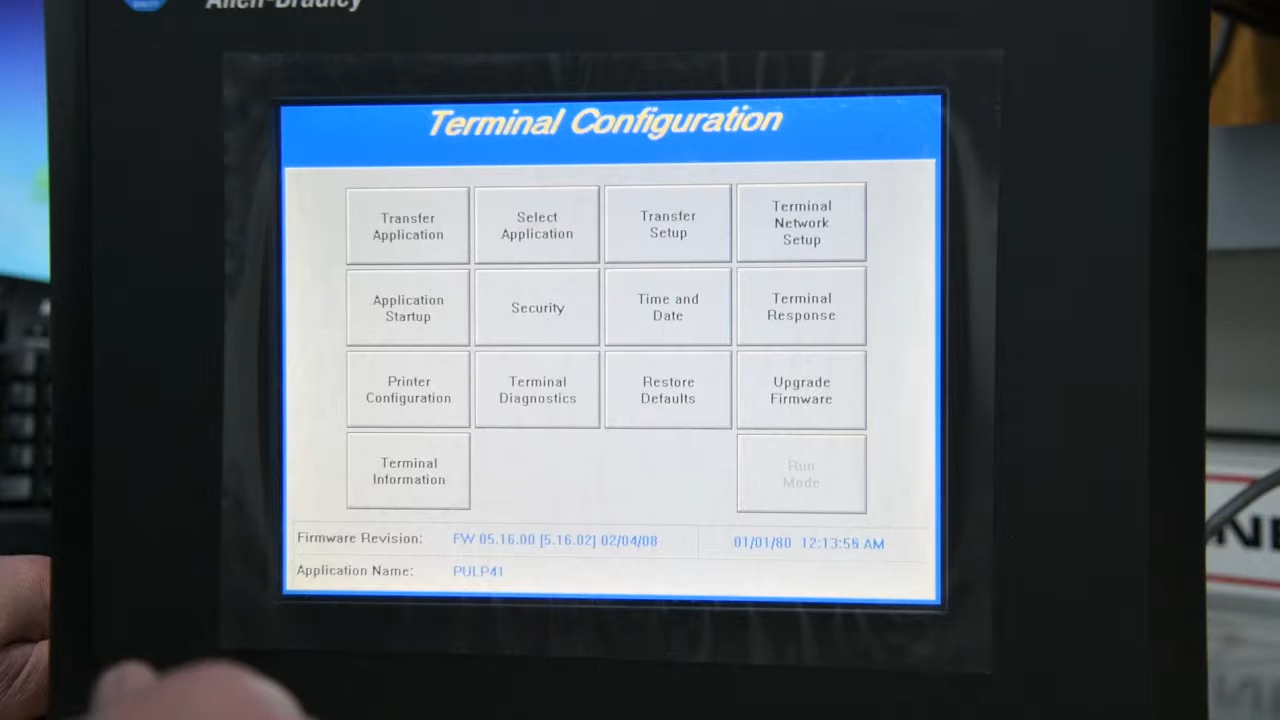 Allen-Bradley
Terminal Configuration
Transfer
Application
Select
Application
Transfer
Setup
Terminal
Network
Setup
Application
Startup
Security
Time and
Date
Terminal
Response
Printer
Configuration
Terminal
Diagnostics
Restore
Defaults
Upgrade
Firmware
Terminal
Information
Run
Mode
Firmware Revision: FW 05.16.00 [5.16.02] 02/04/08 01/01/80 12:13:56 AM
Application Name: PULP41